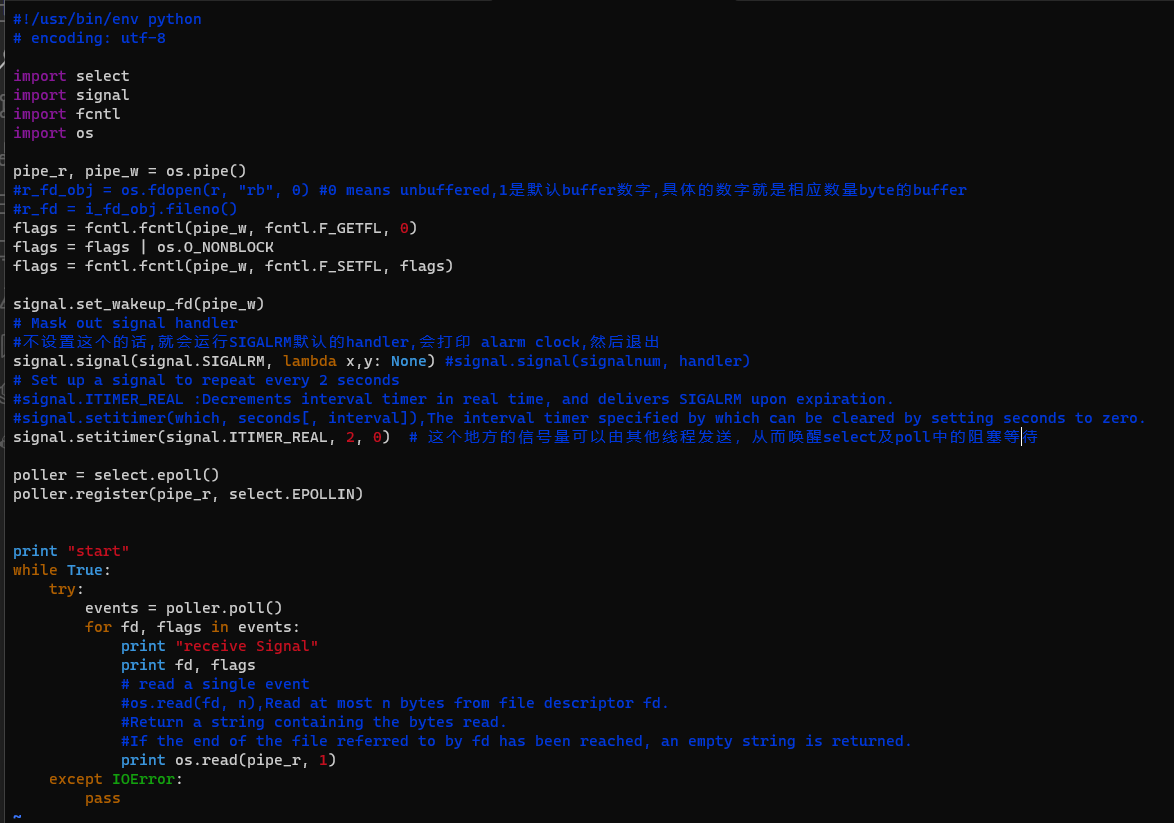 #!/usr/bin/env python
# encoding: utf-8
import select
import signal
import fcntl
import os
pipe_r, pipe_w = os.pipe()
#r_fd_obj = os.fdopen(r, "rb", 0) #0 means unbuffered,1是默认buffer数字,具体的数字就是相应数量byte的buffer
#r_fd = i_fd_obj.fileno()
flags = fcntl.fcntl(pipe_w, fcntl.F_GETFL, 0)
flags = flags | os.O_NONBLOCK
flags = fcntl.fcntl(pipe_w, fcntl.F_SETFL, flags)
signal.set_wakeup_fd(pipe_w)
# Mask out signal handler
#不设置这个的话,就会运行SIGALRM默认的handler,会打印 alarm clock,然后退出
signal.signal(signal.SIGALRM, lambda x,y: None) #signal.signal(signalnum, handler)
# Set up a signal to repeat every 2 seconds
#signal.ITIMER_REAL :Decrements interval timer in real time, and delivers SIGALRM upon expiration.
#signal.setitimer(which, seconds[, interval]),The interval timer specified by which can be cleared by setting seconds to zero.
signal.setitimer(signal.ITIMER_REAL, 2, 0)  # 这个地方的信号量可以由其他线程发送, 从而唤醒select及poll中的阻塞等待
poller = select.epoll()
poller.register(pipe_r, select.EPOLLIN)
print "start"
while True:
    try:
        events = poller.poll()
        for fd, flags in events:
            print "receive Signal"
            print fd, flags
            # read a single event
            #os.read(fd, n),Read at most n bytes from file descriptor fd.
            #Return a string containing the bytes read.
            #If the end of the file referred to by fd has been reached, an empty string is returned.
            print os.read(pipe_r, 1)
    except IOError:
        pass
~